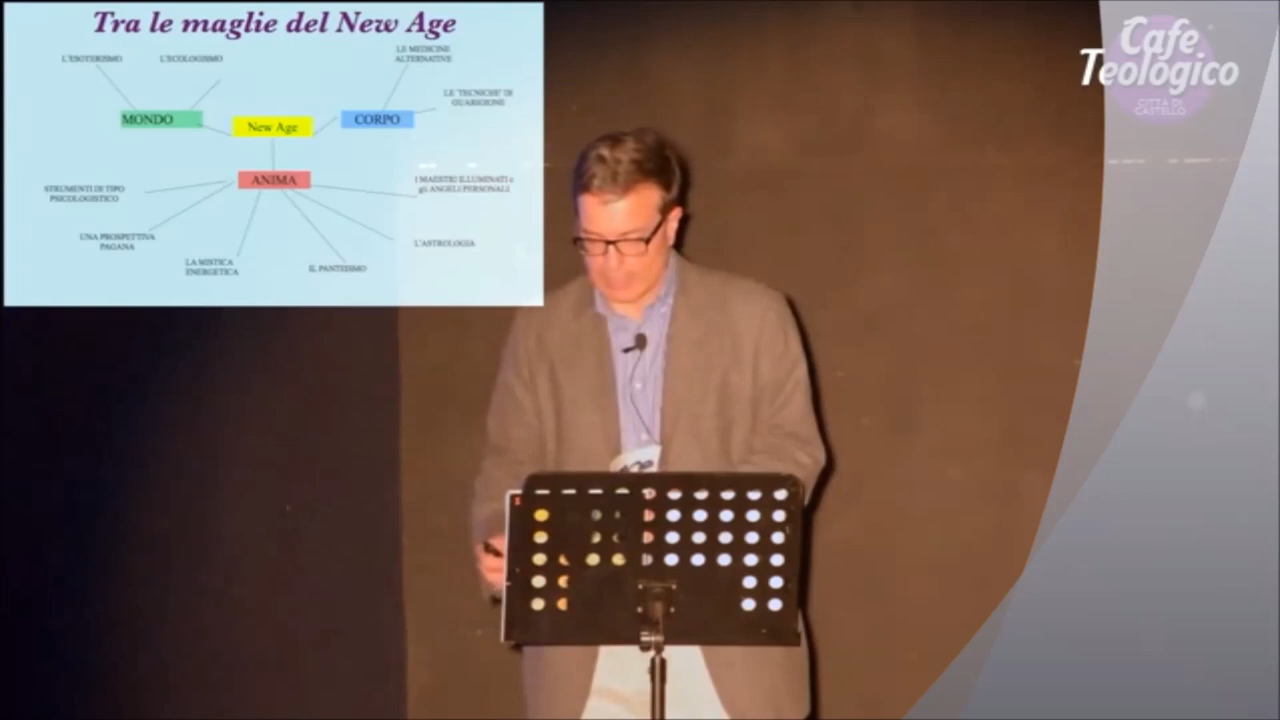 Tra le maglie del New Age
L'ESOTERISMO
L'ECOLOGISMO
LE MEDICINE
ALTERNATIVE
LE 'TECNICHE' DI
GUARIGIONE
MONDO
New Age
CORPO
ANIMA
STRUMENTI DI TIPO
PSICOLOGISTICO
I MAESTRI ILLUMINATI e
gli ANGELI PERSONALI
UNA PROSPETTIVA
PAGANA
L'ASTROLOGIA
LA MISTICA
ENERGETICA
IL PANTEISMO
Cafe
Teologico
CITTÀ DI
CASTELLO